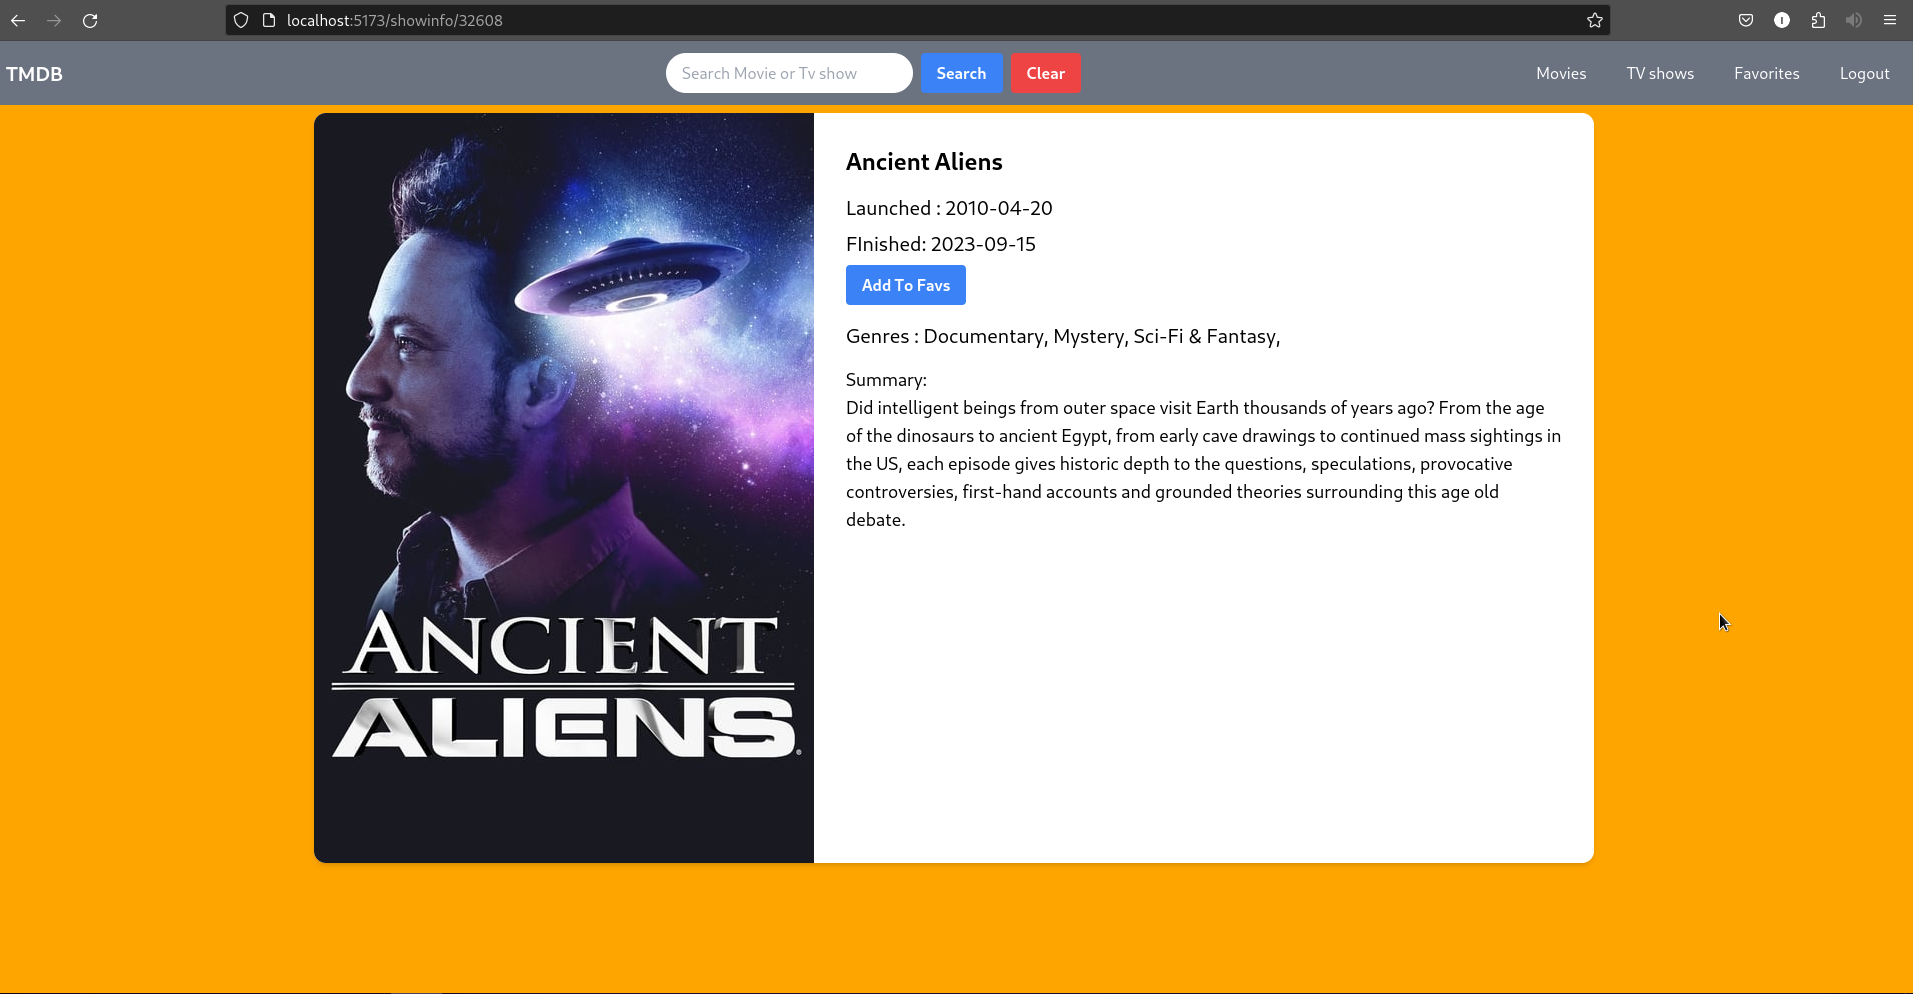 localhost:5173/showinfo/32608
TMDB
Search Movie or Tv show
Search
Clear
Movies
TV shows
Favorites
Logout
Ancient Aliens
Launched : 2010-04-20
FInished: 2023-09-15
Add To Favs
Genres : Documentary, Mystery, Sci-Fi & Fantasy,
Summary:
Did intelligent beings from outer space visit Earth thousands of years ago? From the age
of the dinosaurs to ancient Egypt, from early cave drawings to continued mass sightings in
the US, each episode gives historic depth to the questions, speculations, provocative
controversies, first-hand accounts and grounded theories surrounding this age old
debate.
ANCIENT
ALIENS®